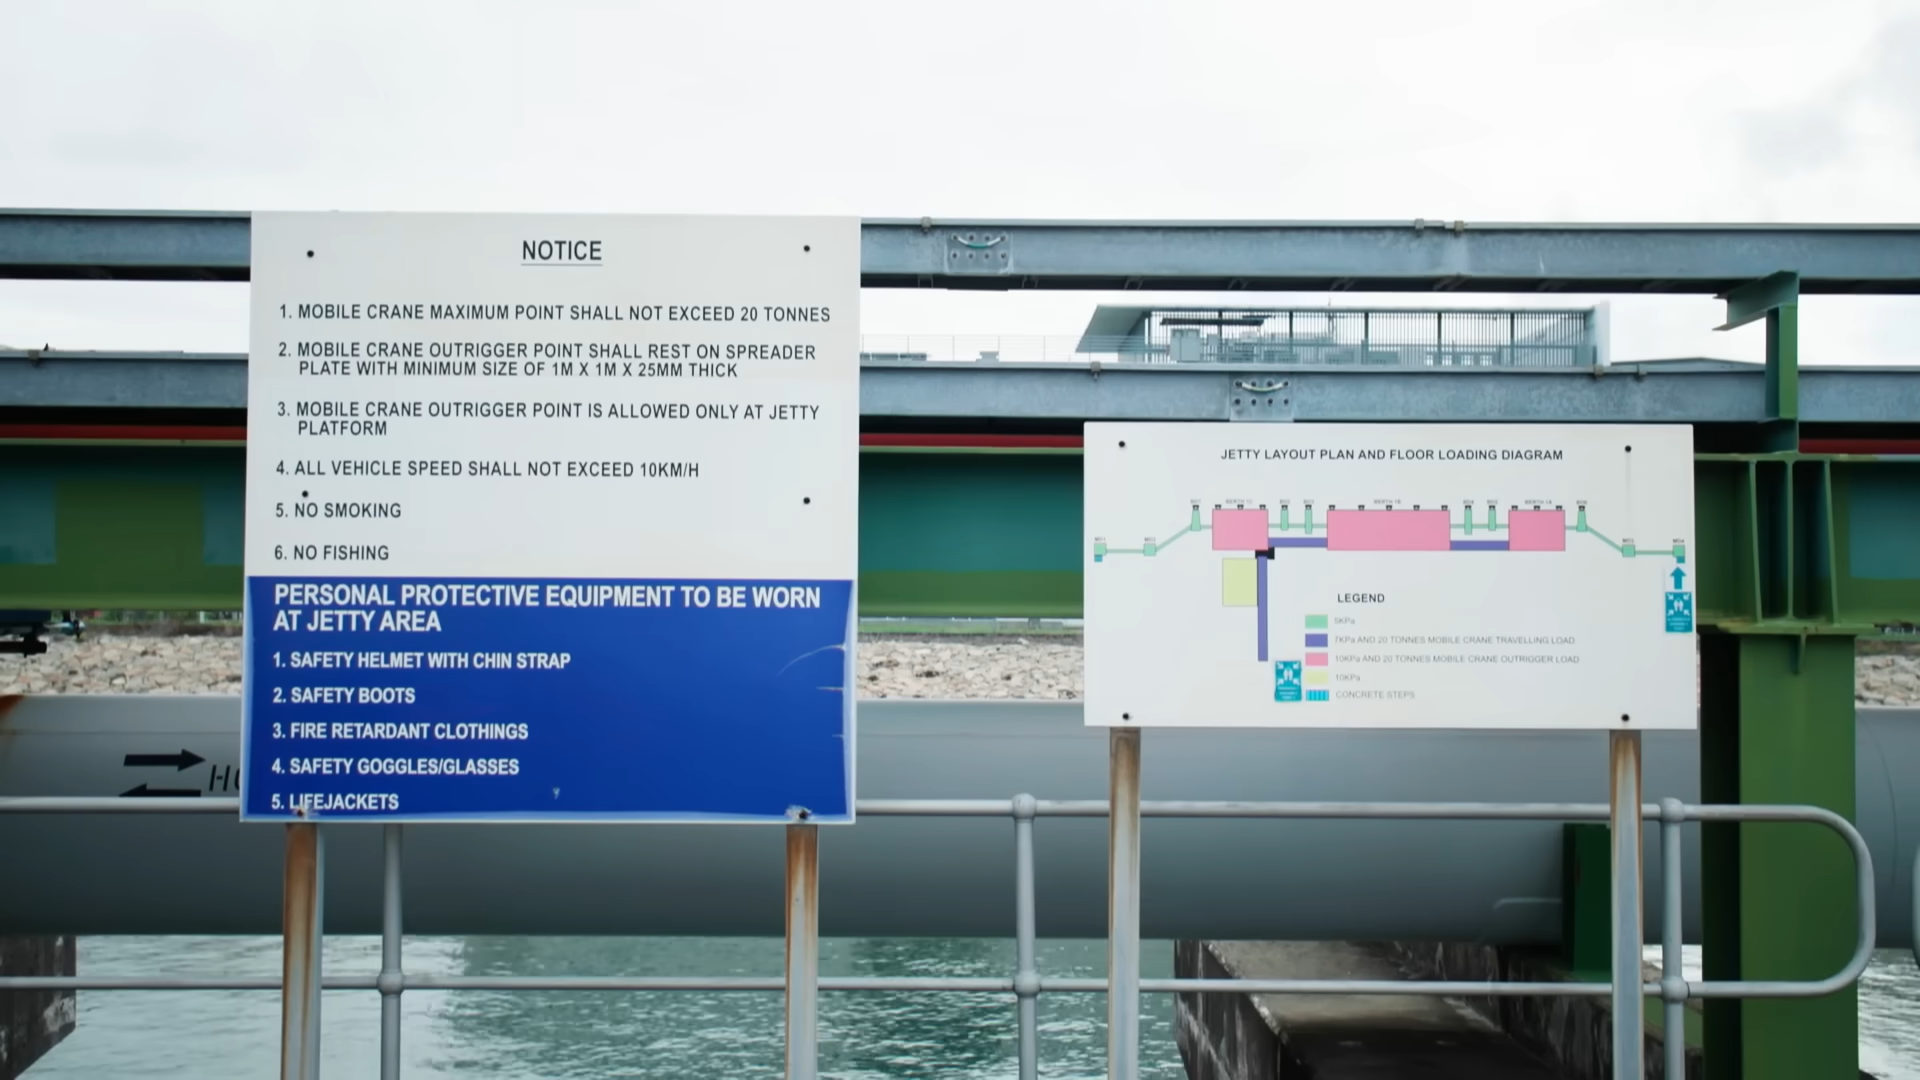 NOTICE
1. MOBILE CRANE MAXIMUM POINT SHALL NOT EXCEED 20 TONNES
2. MOBILE CRANE OUTRIGGER POINT SHALL REST ON SPREADER
PLATE WITH MINIMUM SIZE OF 1M X 1M X 25MM THICK
3. MOBILE CRANE OUTRIGGER POINT IS ALLOWED ONLY AT JETTY
PLATFORM
4. ALL VEHICLE SPEED SHALL NOT EXCEED 10KM/H
5. NO SMOKING
6. NO FISHING
PERSONAL PROTECTIVE EQUIPMENT TO BE WORN
AT JETTY AREA
1. SAFETY HELMET WITH CHIN STRAP
2. SAFETY BOOTS
3. FIRE RETARDANT CLOTHINGS
4. SAFETY GOGGLES/GLASSES
5. LIFEJACKETS
JETTY LAYOUT PLAN AND FLOOR LOADING DIAGRAM
LEGEND
5KPa
7KPa AND 20 TONNES MOBILE CRANE TRAVELLING LOAD
10KPa AND 20 TONNES MOBILE CRANE OUTRIGGER LOAD
10KPa
CONCRETE STEPS